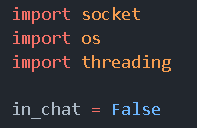 import socket
import os
import threading
in_chat = False